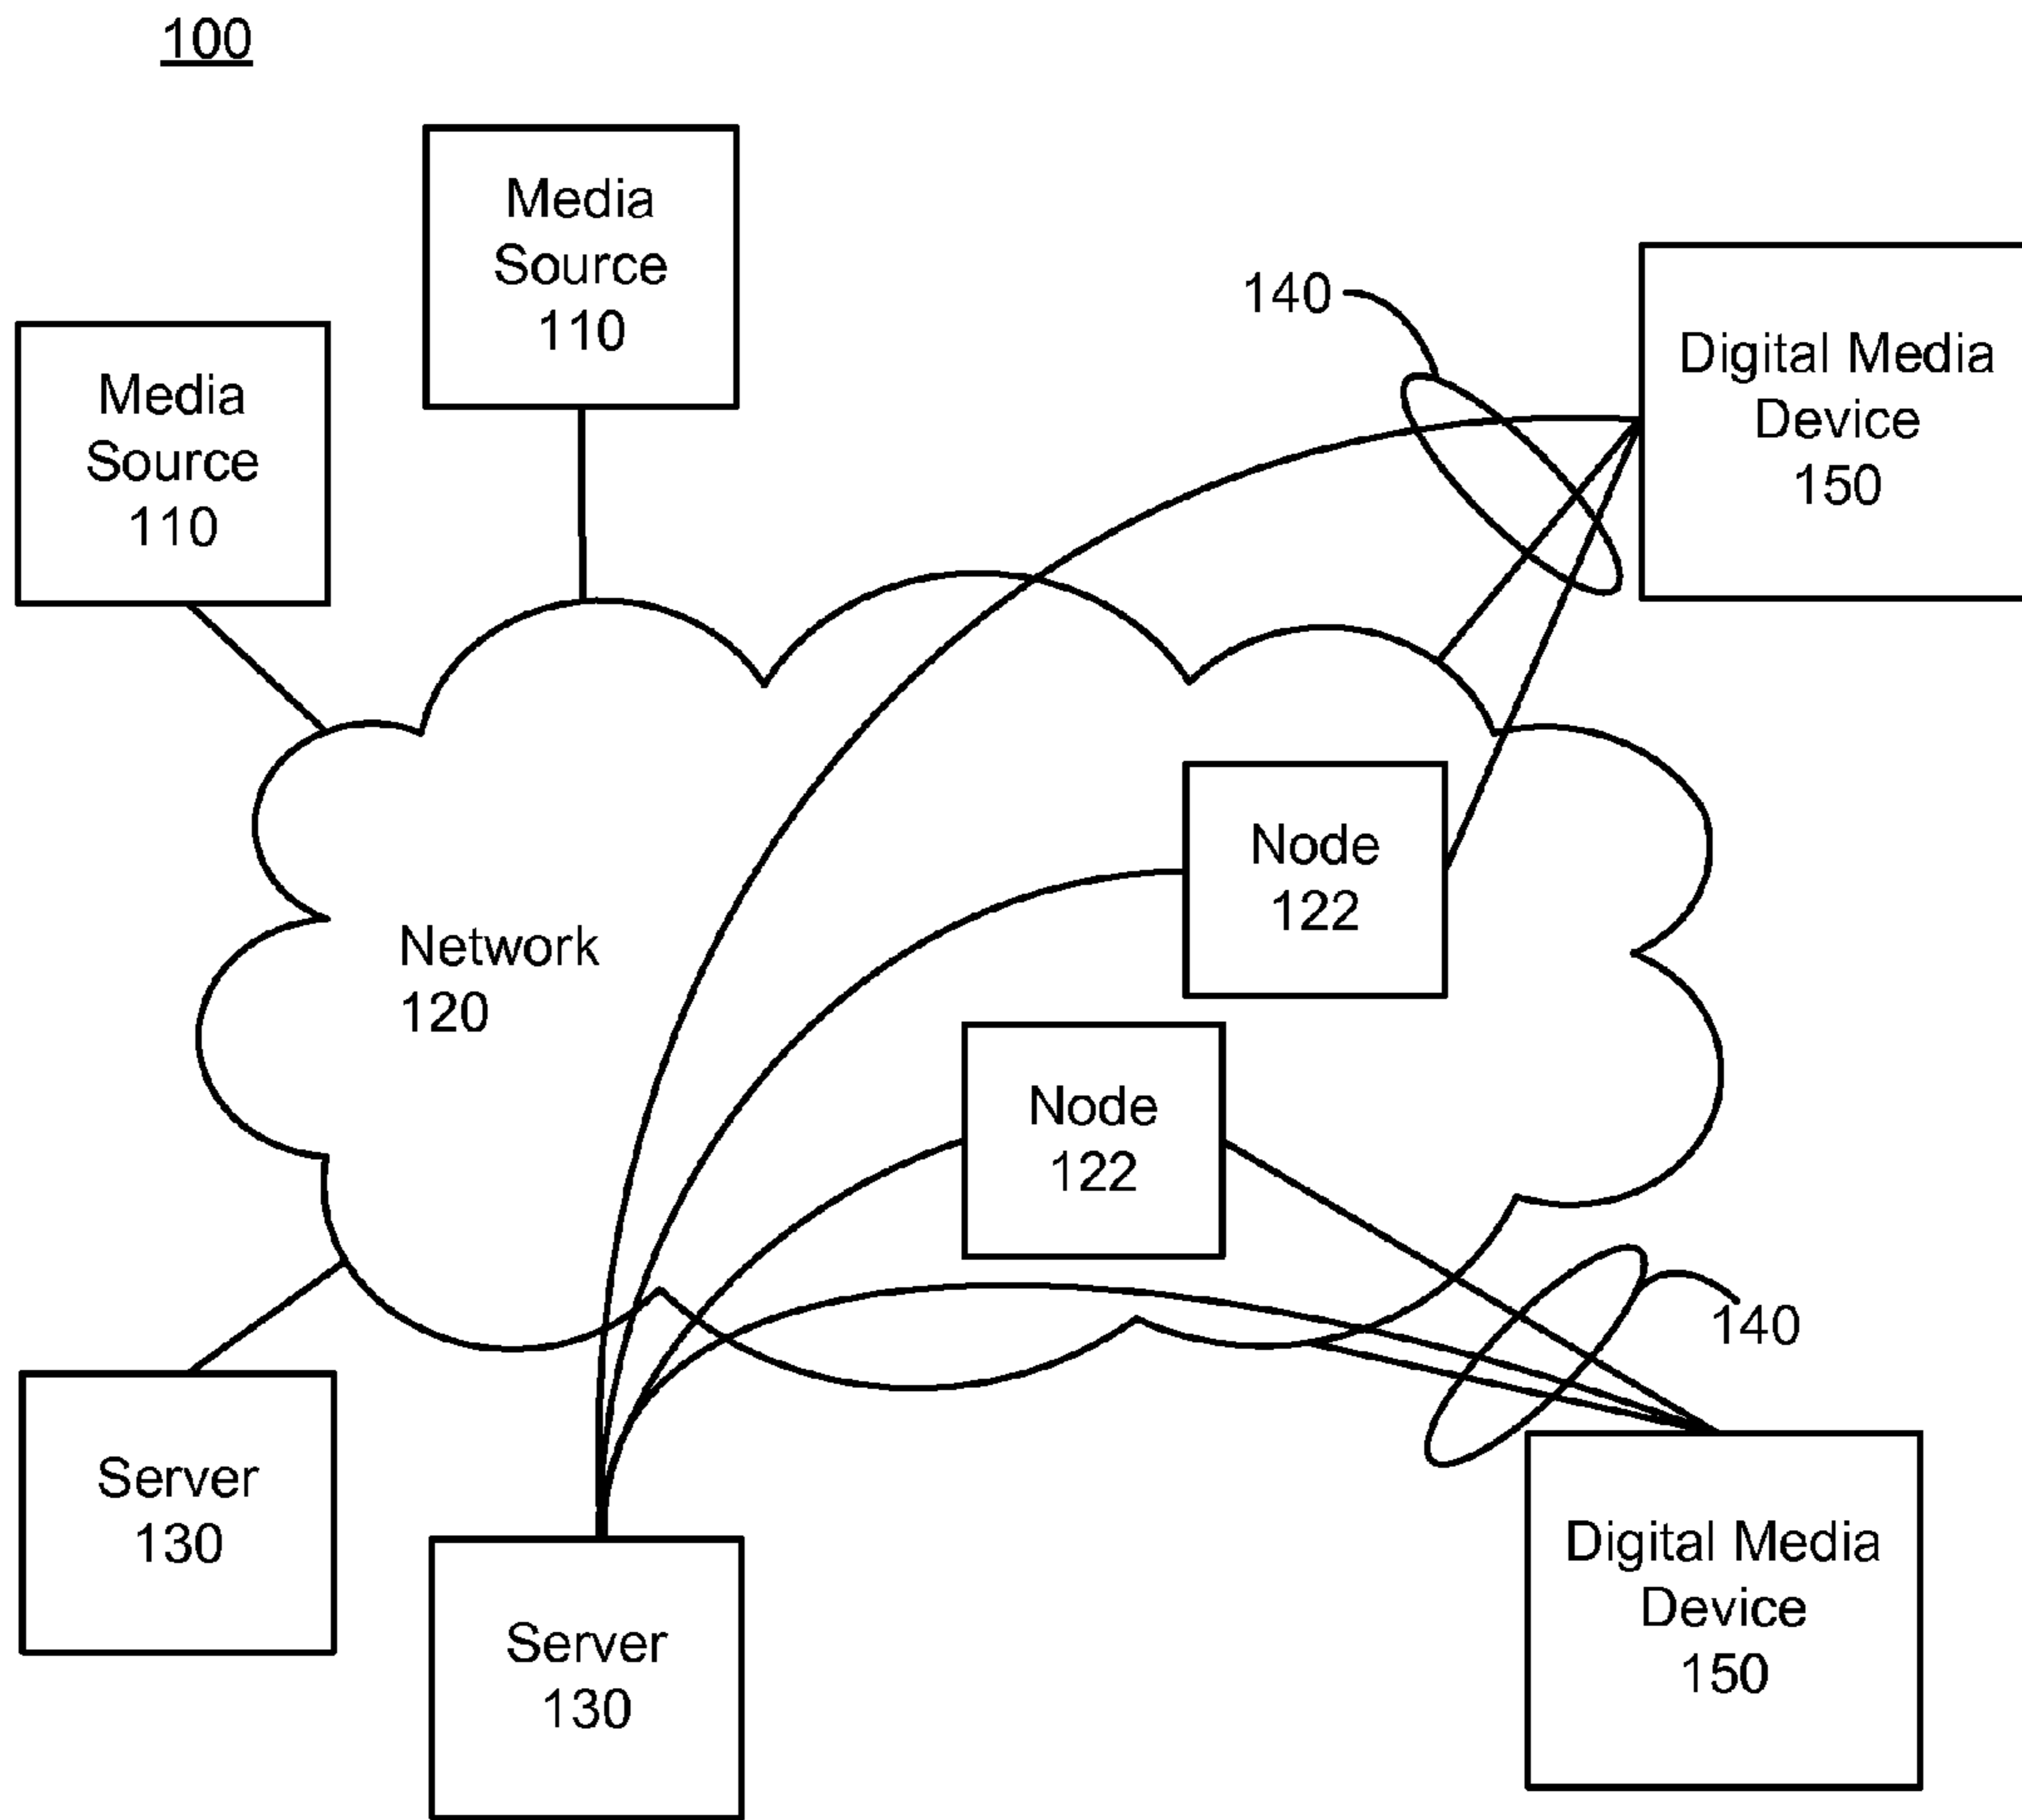 100
Media
Source
110
Media
Source
110
140
Digital Media
Device
150
Node
122
Network
120
Node
122
140
Server
130
Server
130
Digital Media
Device
150